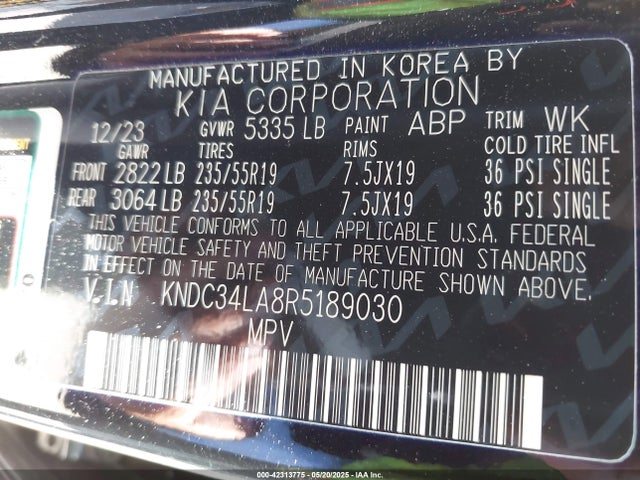 MANUFACTURED IN KOREA BY
KIA CORPORATION
12/23 GVWR 5335 LB PAINT ABP TRIM WK
GAWR TIRES RIMS COLD TIRE INFL
FRONT 2822 LB 235/55R19 7.5JX19 36 PSI SINGLE
REAR 3064 LB 235/55R19 7.5JX19 36 PSI SINGLE
THIS VEHICLE CONFORMS TO ALL APPLICABLE U.S.A. FEDERAL
MOTOR VEHICLE SAFETY AND THEFT PREVENTION STANDARDS
IN EFFECT ON THE DATE OF MANUFACTURE SHOWN ABOVE.
V.I.N KNDC34LA8R5189030
MPV
000-42313775 — 05/20/2025 — IAA Inc.